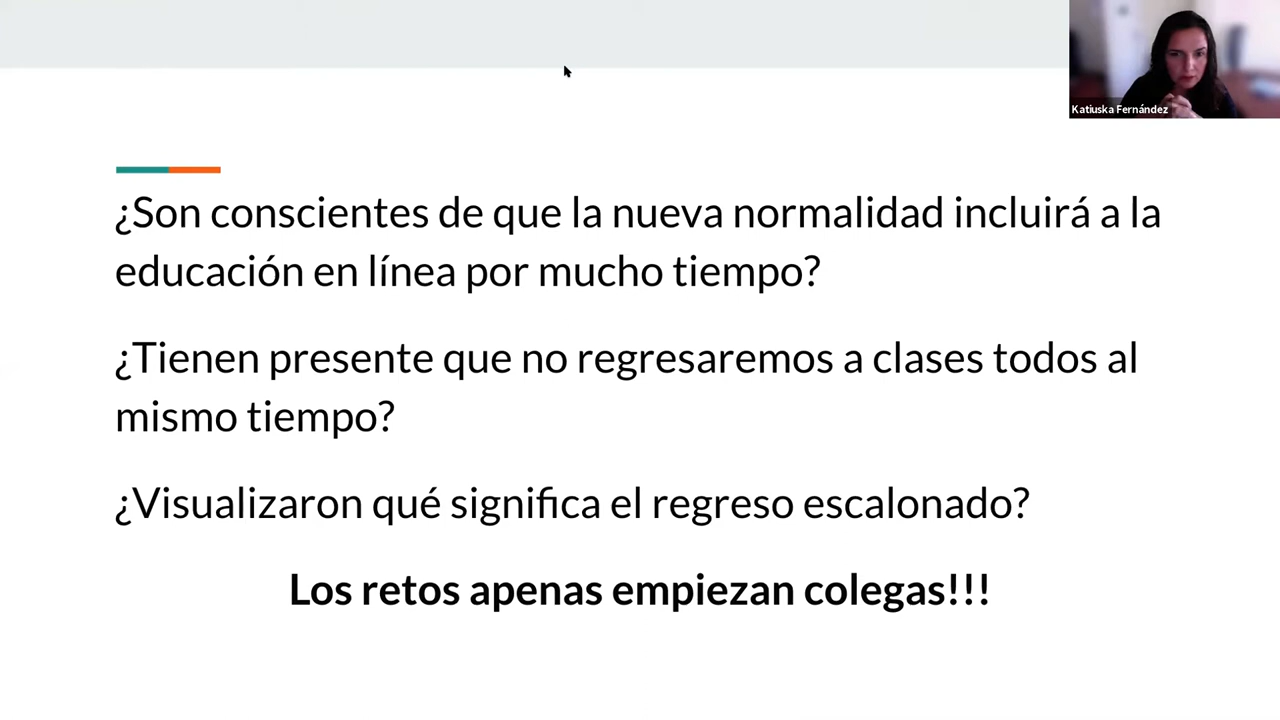 Katiuska Fernández
¿Son conscientes de que la nueva normalidad incluirá a la
educación en línea por mucho tiempo?
¿Tienen presente que no regresaremos a clases todos al
mismo tiempo?
¿Visualizaron qué significa el regreso escalonado?
Los retos apenas empiezan colegas!!!